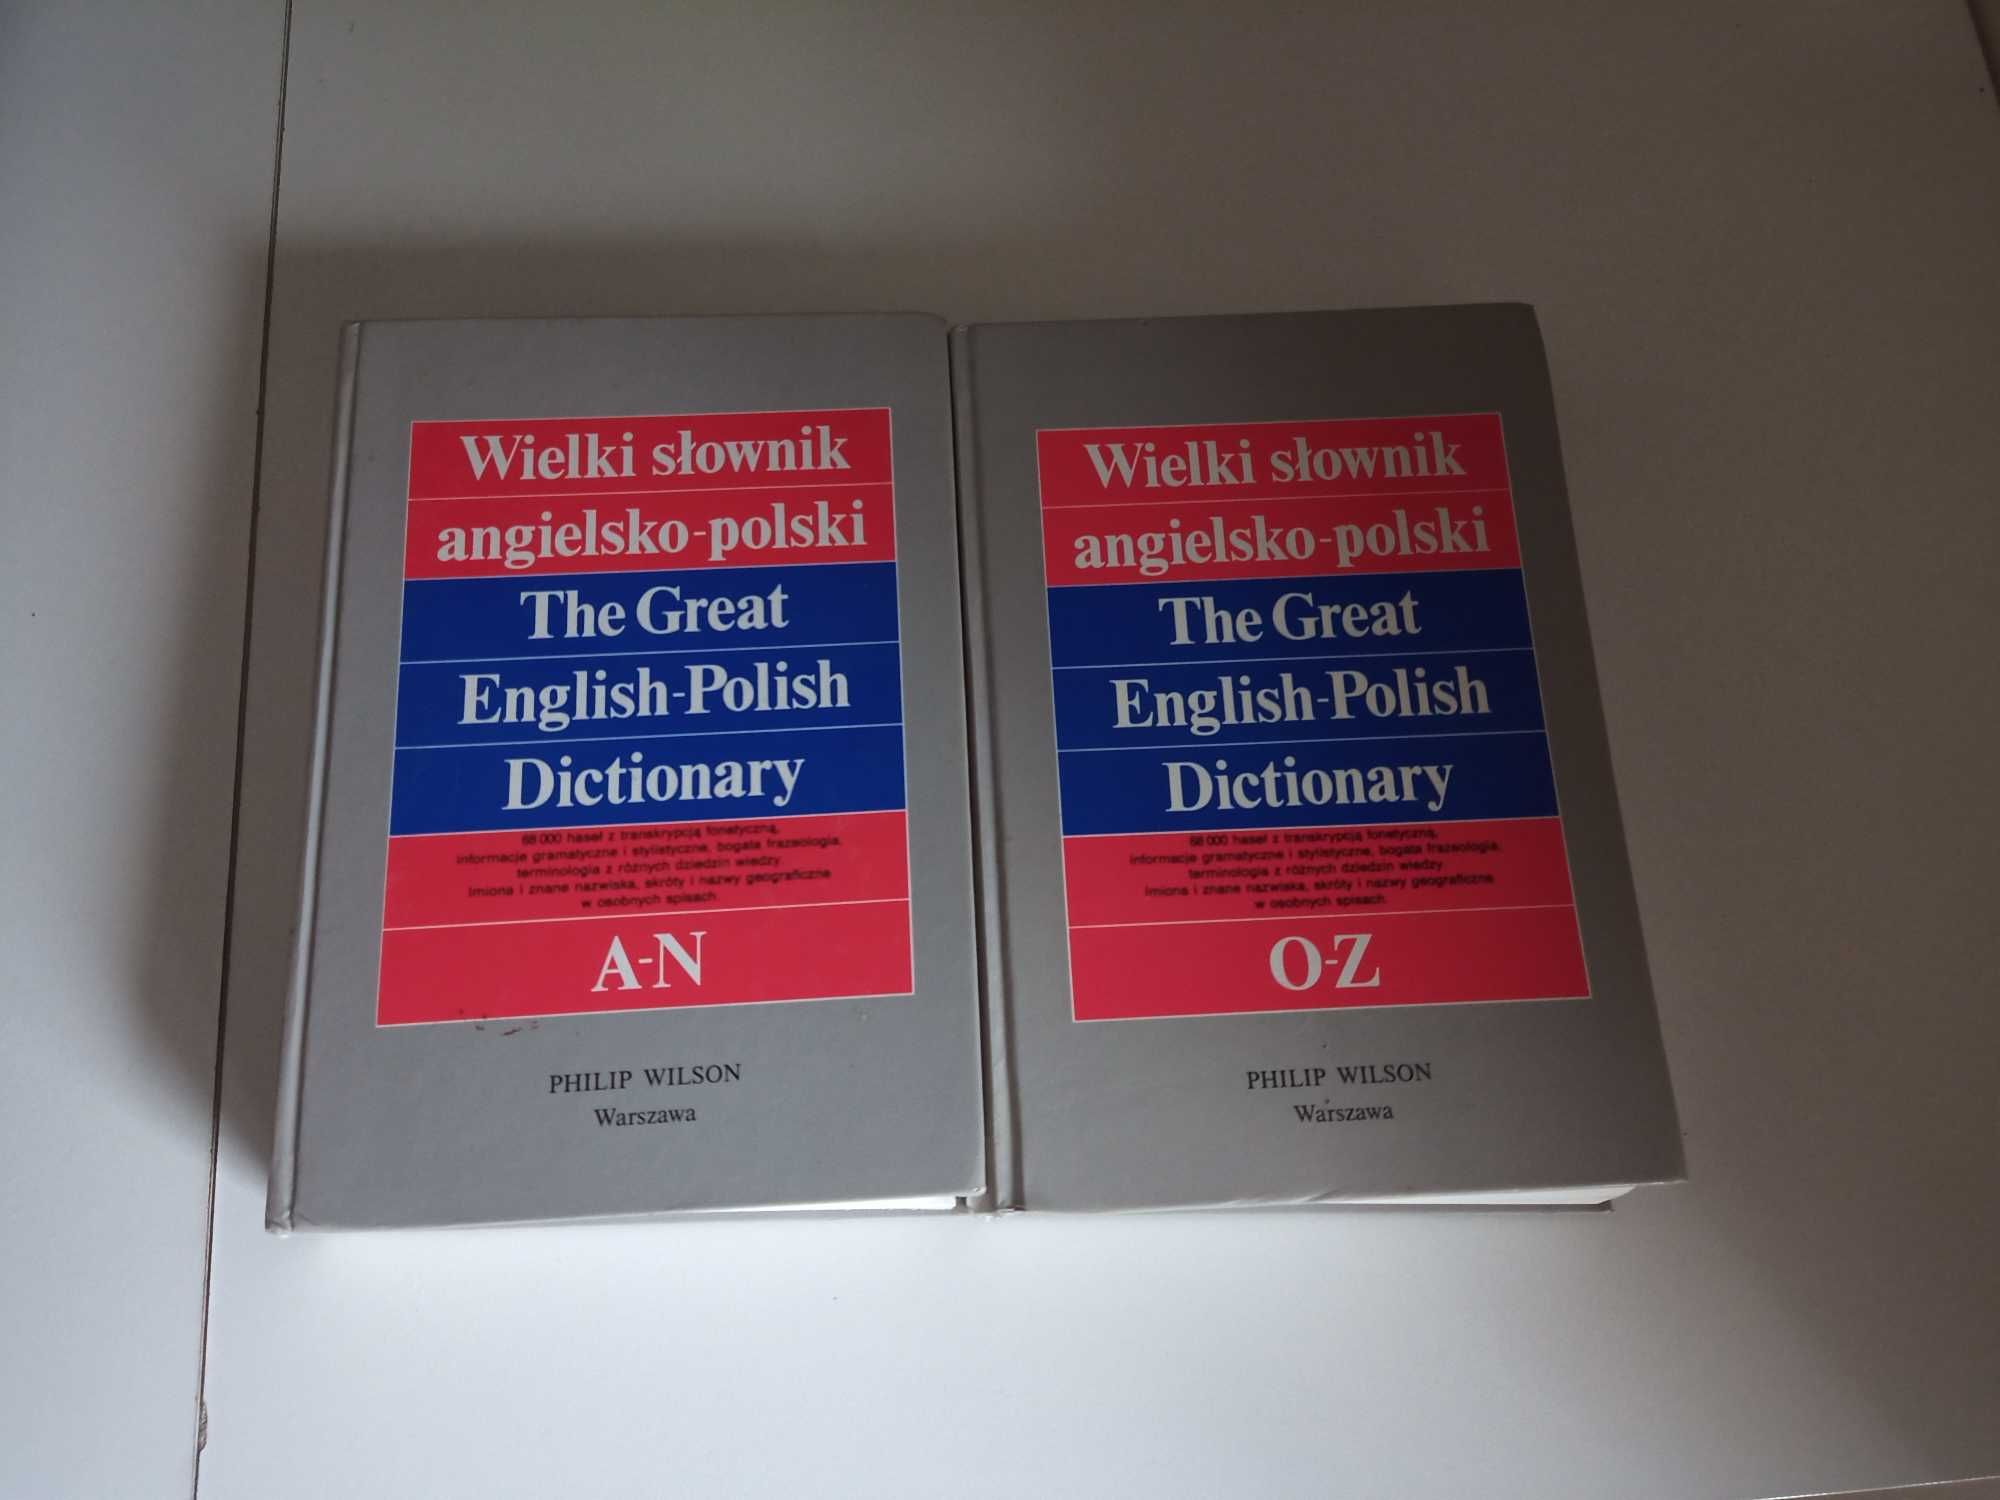 Wielki słownik
angielsko-polski
The Great
English-Polish
Dictionary
68 000 haseł z transkrypcją fonetyczną,
informacje gramatyczne i stylistyczne, bogata frazeologia,
terminologia z różnych dziedzin wiedzy.
Imiona i znane nazwiska, skróty i nazwy geograficzne
w osobnych spisach.
A-N
PHILIP WILSON
Warszawa
Wielki słownik
angielsko-polski
The Great
English-Polish
Dictionary
68 000 haseł z transkrypcją fonetyczną,
informacje gramatyczne i stylistyczne, bogata frazeologia,
terminologia z różnych dziedzin wiedzy.
Imiona i znane nazwiska, skróty i nazwy geograficzne
w osobnych spisach.
O-Z
PHILIP WILSON
Warszawa